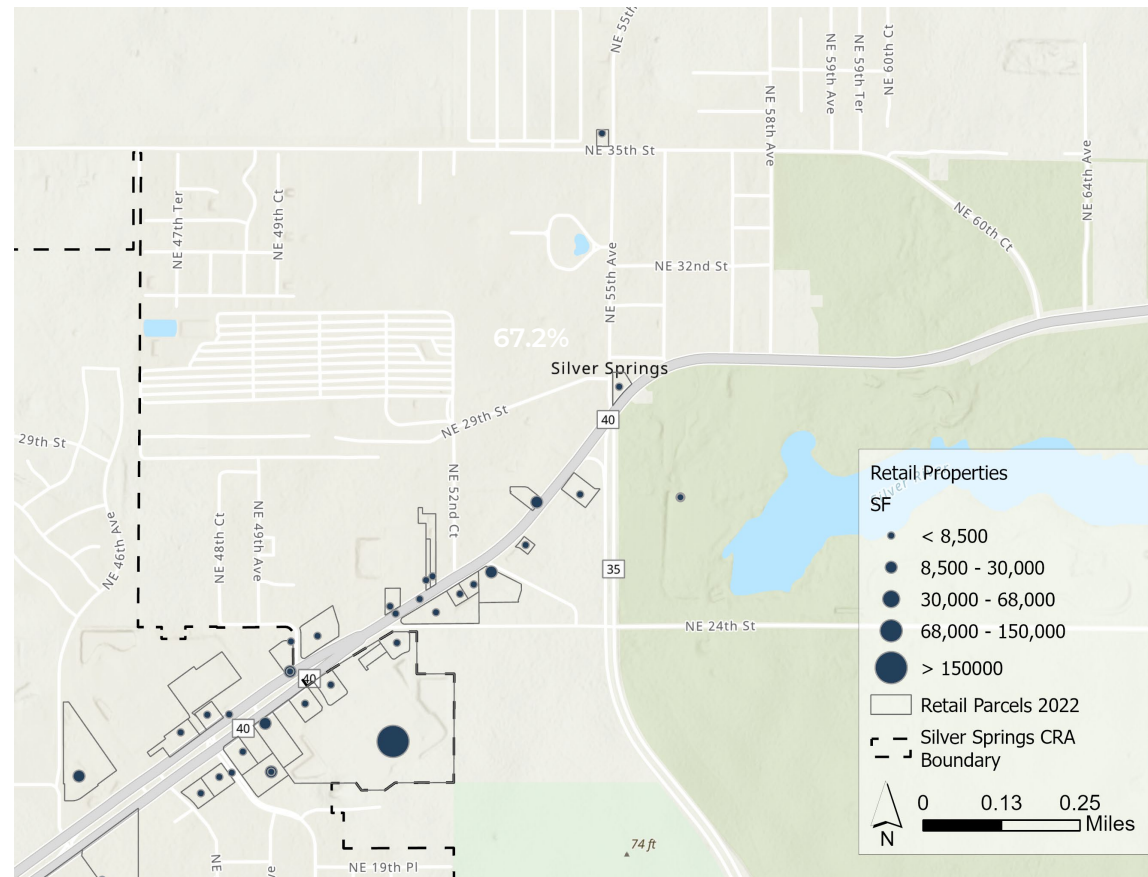 NE 55th
NE 59th Ave
NE 59th Ter
NE 60th Ct
NE 58th Ave
NE 35th St
NE 64th Ave
NE 47th Ter
NE 49th Ct
NE 60th Ct
NE 55th Ave
NE 32nd St
67.2%
Silver Springs
40
NE 29th St
29th St
NE 46th Ave
NE 48th Ct
NE 49th Ave
NE 52nd Ct
35
NE 24th St
40
40
NE
NE 19th Pl
74 ft
Retail Properties
SF
< 8,500
8,500 - 30,000
30,000 - 68,000
68,000 - 150,000
> 150000
Retail Parcels 2022
Silver Springs CRA
Boundary
N
0 0.13 0.25
Miles